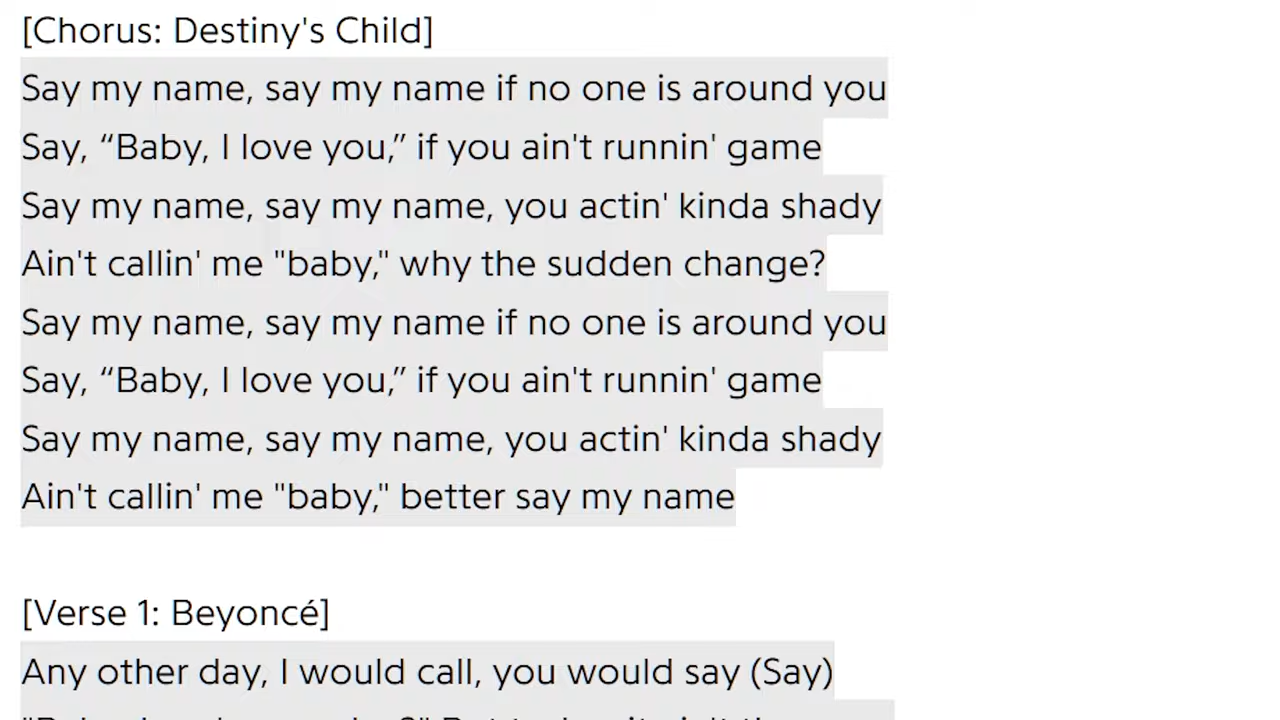 [Chorus: Destiny's Child]
Say my name, say my name if no one is around you
Say, “Baby, I love you,” if you ain't runnin' game
Say my name, say my name, you actin' kinda shady
Ain't callin' me "baby," why the sudden change?
Say my name, say my name if no one is around you
Say, “Baby, I love you,” if you ain't runnin' game
Say my name, say my name, you actin' kinda shady
Ain't callin' me "baby," better say my name
[Verse 1: Beyoncé]
Any other day, I would call, you would say (Say)